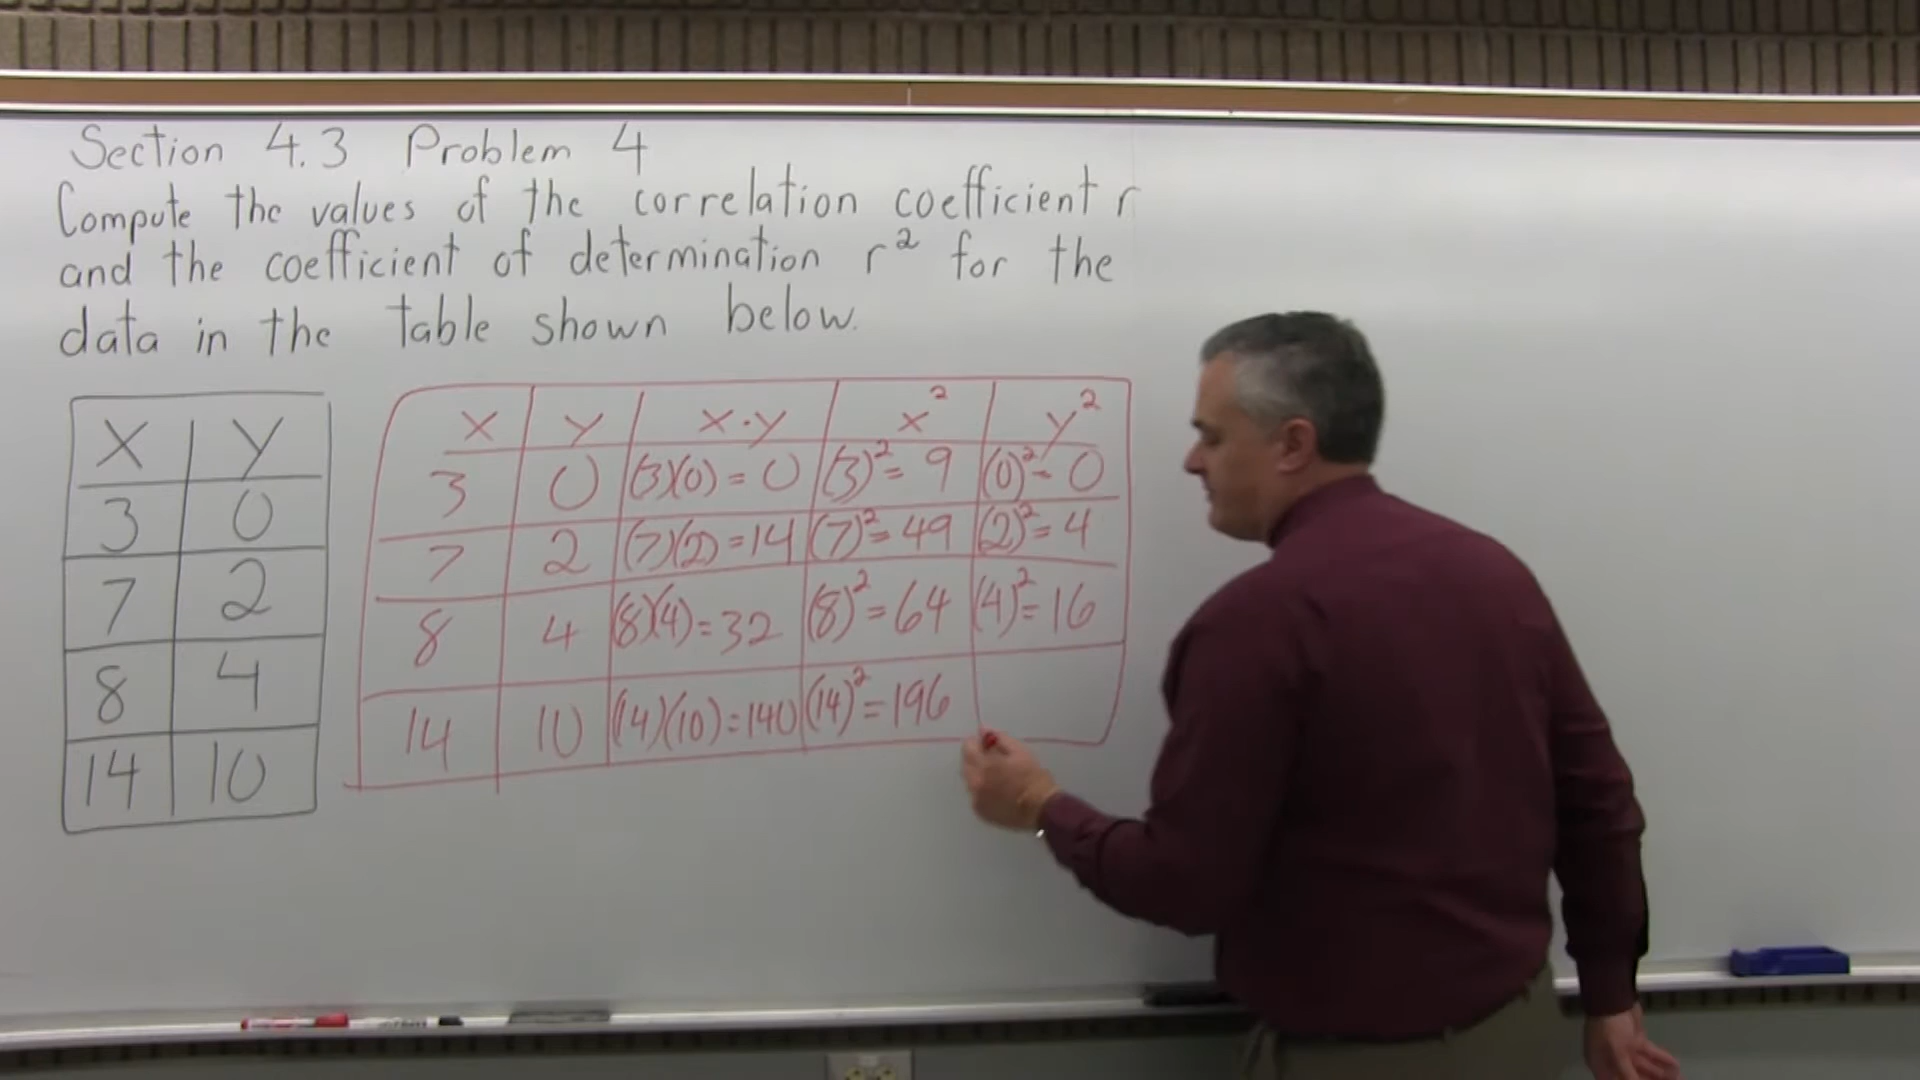 Section 4.3 Problem 4
Compute the values of the correlation coefficient r
and the coefficient of determination r²  for the
data in the table shown below.
X Y
3 0
7 2
8 4
14 10
X Y X·Y X² Y²
3 0 (3)(0) = 0 (3)² = 9 (0)² = 0
7 2 (7)(2) = 14 (7)² = 49 (2)² = 4
8 4 (8)(4) = 32 (8)² = 64 (4)² = 16
14 10 (14)(10) = 140 (14)² = 196